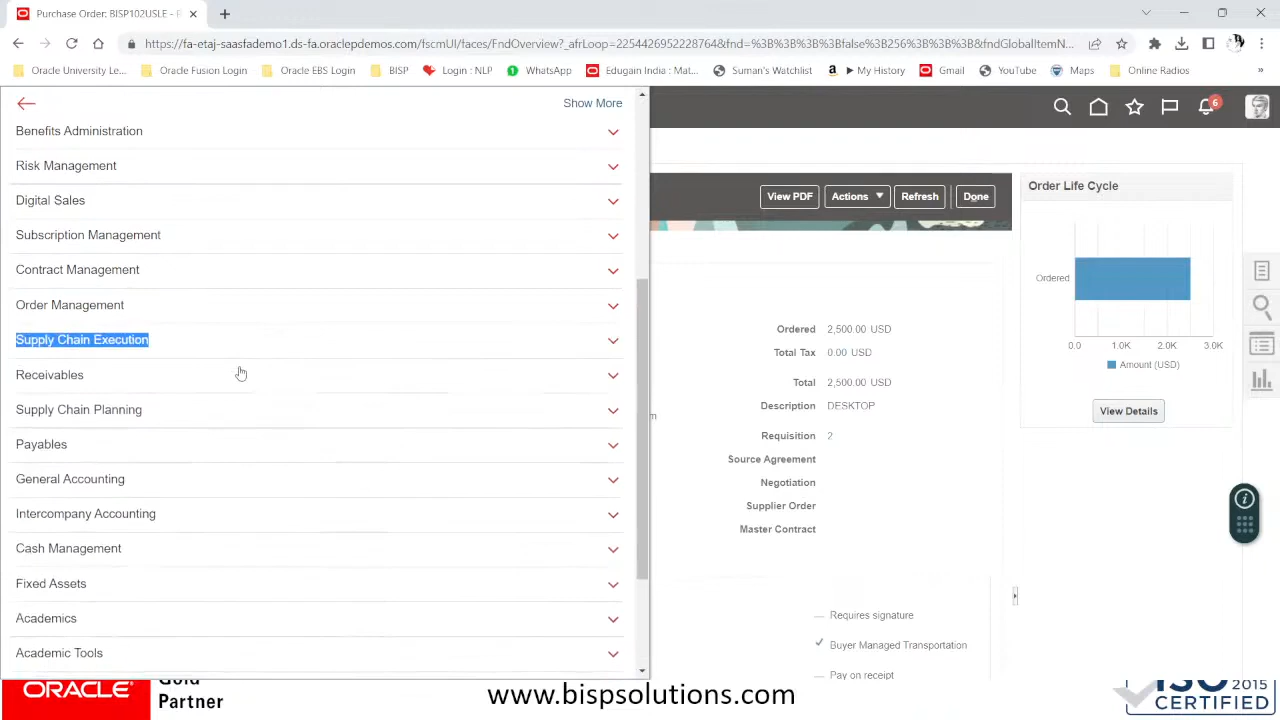 Purchase Order: BISP102USLE - F
https://fa-etaj-saasfademo1.ds-fa.oraclepdemos.com/fscmUI/faces/FndOverview?_afrLoop=2254426952228764&fnd=%3B%3B%3B%3Bfalse%3B256%3B%3B%3B&fndGlobalItemN...
Oracle University Le...
Oracle Fusion Login
Oracle EBS Login
BISP
Login : NLP
WhatsApp
Edugain India : Mat...
Suman's Watchlist
▶ My History
Gmail
YouTube
Maps
Online Radios
»
Show More
6
Benefits Administration
Risk Management
Digital Sales
Subscription Management
Contract Management
Order Management
Supply Chain Execution
Receivables
Supply Chain Planning
Payables
General Accounting
Intercompany Accounting
Cash Management
Fixed Assets
Academics
Academic Tools
View PDF
Actions
Refresh
Done
Ordered 2,500.00 USD
Total Tax 0.00 USD
Total 2,500.00 USD
Description DESKTOP
Requisition 2
Source Agreement
Negotiation
Supplier Order
Master Contract
m
Requires signature
Buyer Managed Transportation
Pay on receipt
Order Life Cycle
Ordered
0.0 1.0K 2.0K 3.0K
Amount (USD)
View Details
ORACLE
Gold
Partner
www.bispsolutions.com
ISO 2015
CERTIFIED